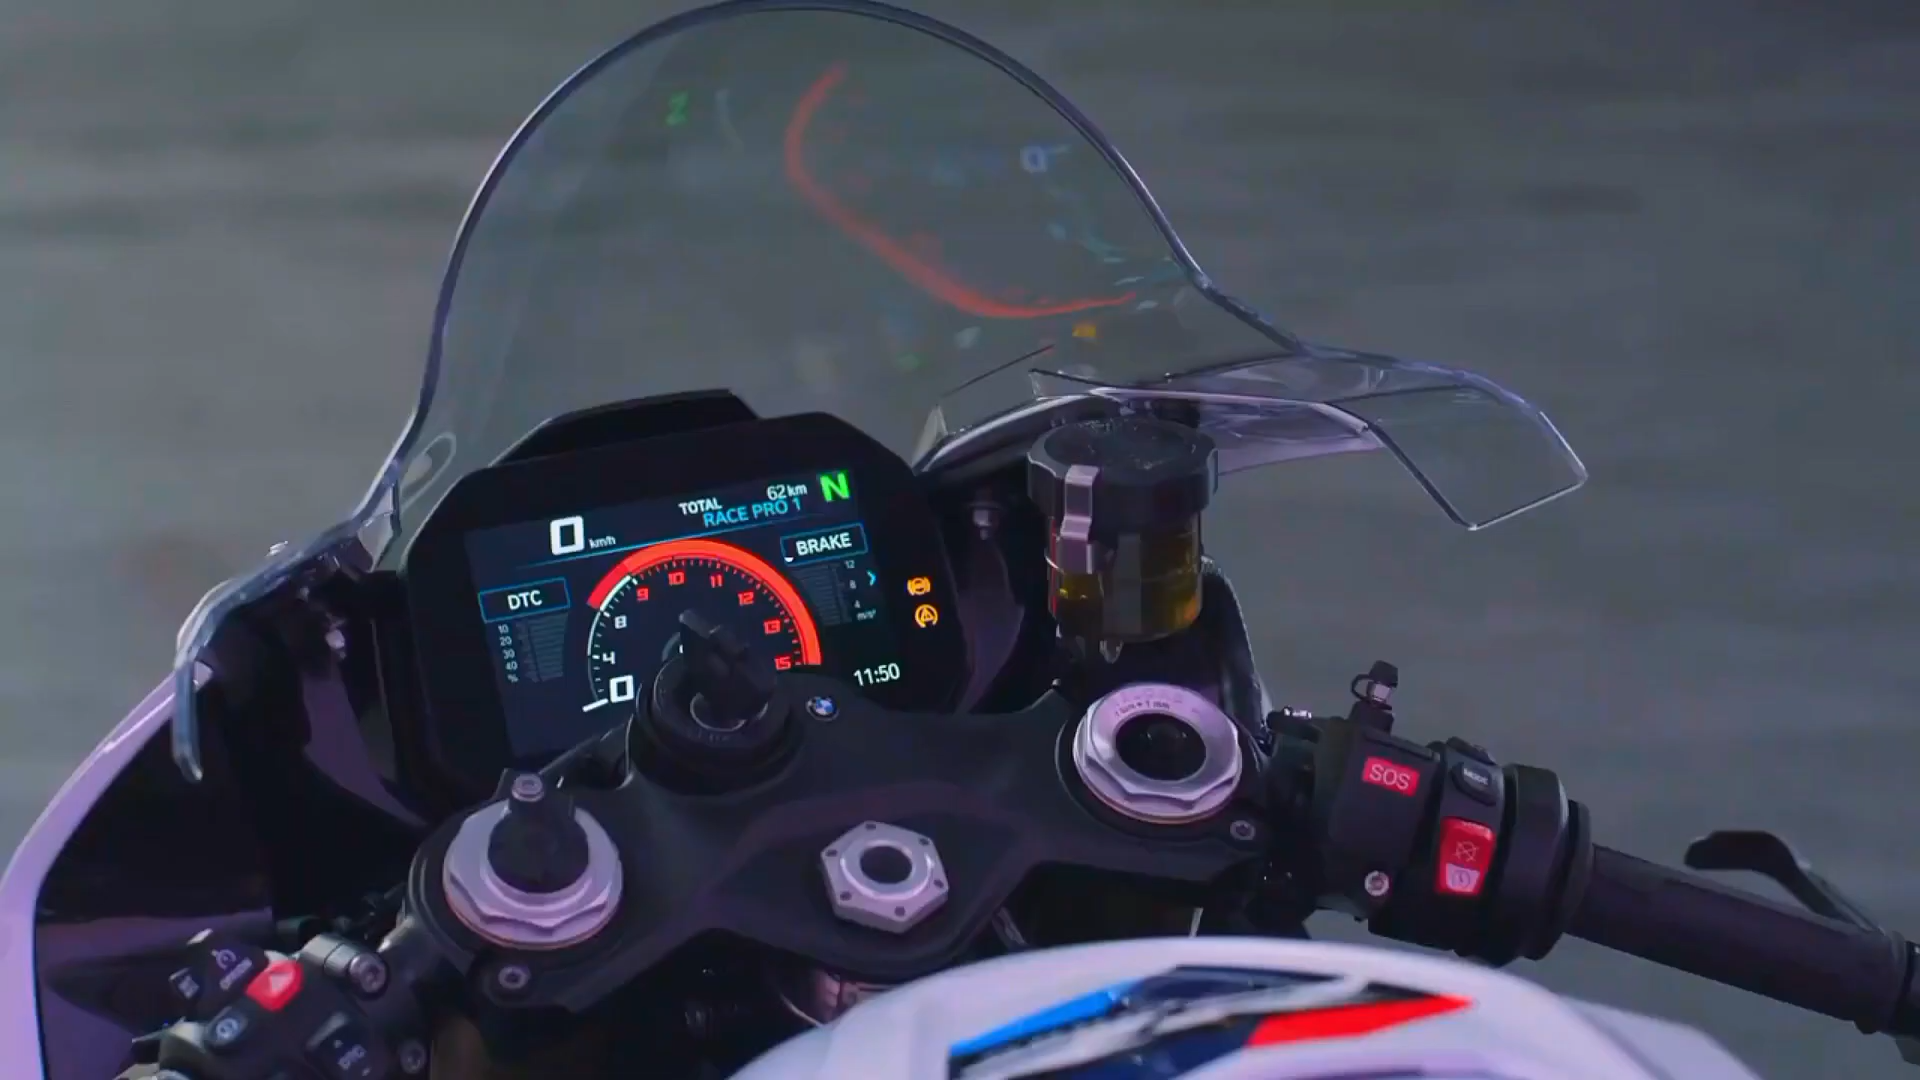 62 km
TOTAL
RACE PRO 1
N
0 km/h
BRAKE
12
8
4
m/s²
DTC
10
20
30
40
%
0
4
8
9
10
11
12
13
15
11:50
SOS
MODE
DTC